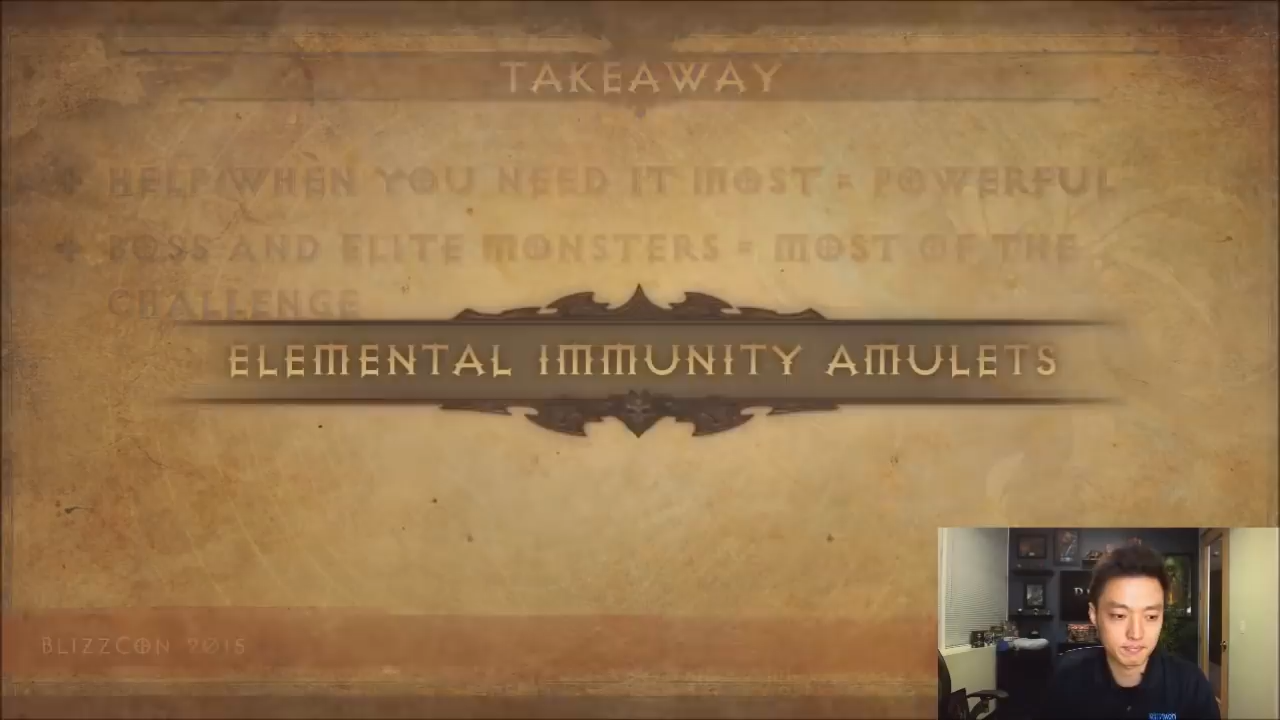 TAKEAWAY
HELP WHEN YOU NEED IT MOST = POWERFUL
BOSS AND ELITE MONSTERS = MOST OF THE
CHALLENGE
ELEMENTAL IMMUNITY AMULETS
BLIZZCON 2015